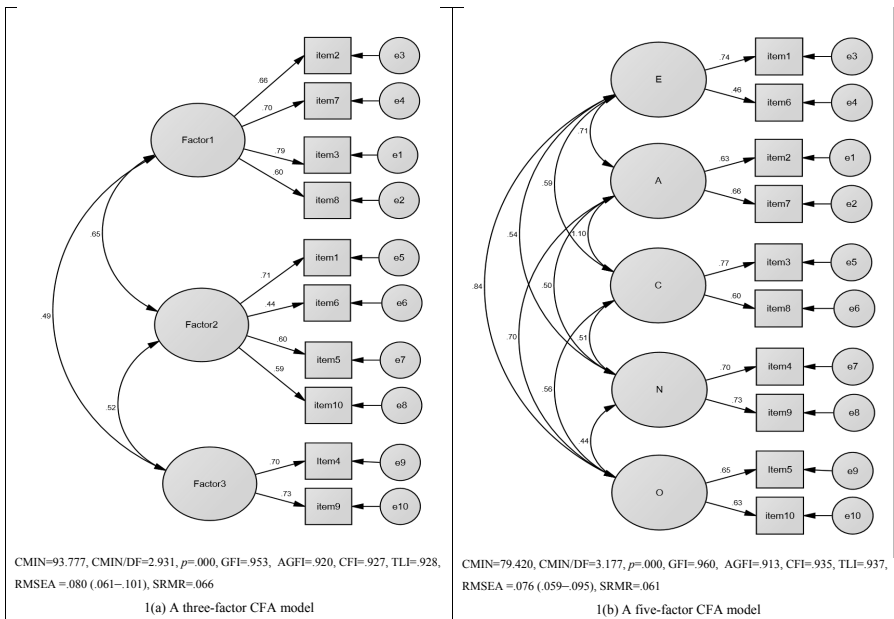 Factor1
Factor2
Factor3
.66
.70
.79
.60
.71
.44
.60
.59
.70
.73
.65
.49
.52
item2
item7
item3
item8
item1
item6
item5
item10
Item4
item9
e3
e4
e1
e2
e5
e6
e7
e8
e9
e10
CMIN=93.777, CMIN/DF=2.931, p=.000, GFI=.953, AGFI=.920, CFI=.927, TLI=.928,
RMSEA =.080 (.061–.101), SRMR=.066
1(a) A three-factor CFA model
E
A
C
N
O
.74
.46
.63
.66
.77
.60
.70
.73
.65
.63
.71
.59
.54
.84
1.10
.50
.70
.51
.56
.44
item1
item6
item2
item7
item3
item8
item4
item9
Item5
item10
e3
e4
e1
e2
e5
e6
e7
e8
e9
e10
CMIN=79.420, CMIN/DF=3.177, p=.000, GFI=.960, AGFI=.913, CFI=.935, TLI=.937,
RMSEA =.076 (.059–.095), SRMR=.061
1(b) A five-factor CFA model